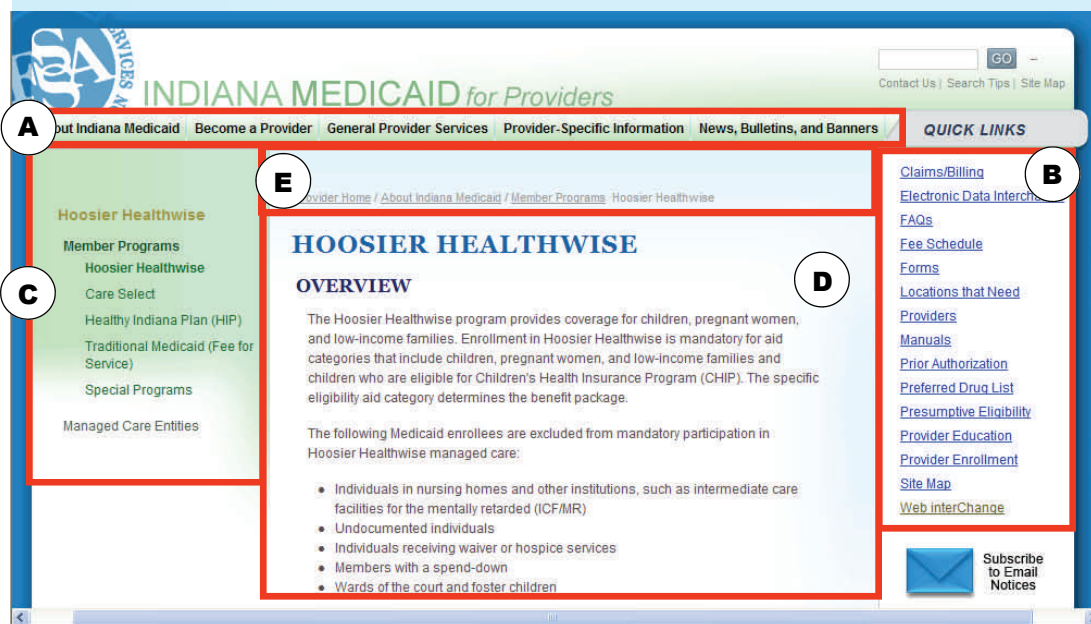 SERVICES
FSSA
INDIANA MEDICAID for Providers
GO
Contact Us | Search Tips | Site Map
A
out Indiana Medicaid Become a Provider General Provider Services Provider-Specific Information News, Bulletins, and Banners
QUICK LINKS
E
ovider Home / About Indiana Medicaid / Member Programs Hoosier Healthwise
C
Hoosier Healthwise
Member Programs
Hoosier Healthwise
Care Select
Healthy Indiana Plan (HIP)
Traditional Medicaid (Fee for
Service)
Special Programs
Managed Care Entities
D
HOOSIER HEALTHWISE
OVERVIEW
The Hoosier Healthwise program provides coverage for children, pregnant women,
and low-income families. Enrollment in Hoosier Healthwise is mandatory for aid
categories that include children, pregnant women, and low-income families and
children who are eligible for Children's Health Insurance Program (CHIP). The specific
eligibility aid category determines the benefit package.
The following Medicaid enrollees are excluded from mandatory participation in
Hoosier Healthwise managed care:
● Individuals in nursing homes and other institutions, such as intermediate care
facilities for the mentally retarded (ICF/MR)
● Undocumented individuals
● Individuals receiving waiver or hospice services
● Members with a spend-down
● Wards of the court and foster children
B
Claims/Billing
Electronic Data Interch
FAQs
Fee Schedule
Forms
Locations that Need
Providers
Manuals
Prior Authorization
Preferred Drug List
Presumptive Eligibility
Provider Education
Provider Enrollment
Site Map
Web interChange
Subscribe
to Email
Notices